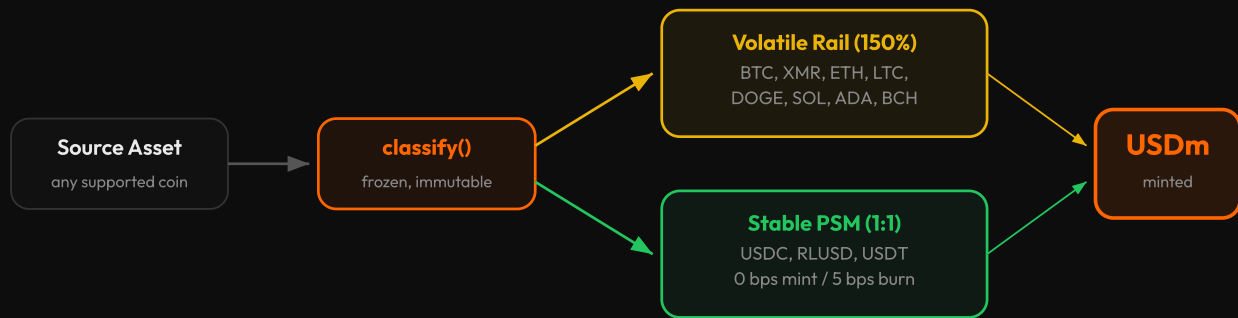 Source Asset
any supported coin
classify()
frozen, immutable
Volatile Rail (150%)
BTC, XMR, ETH, LTC,
DOGE, SOL, ADA, BCH
Stable PSM (1:1)
USDC, RLUSD, USDT
0 bps mint / 5 bps burn
USDm
minted